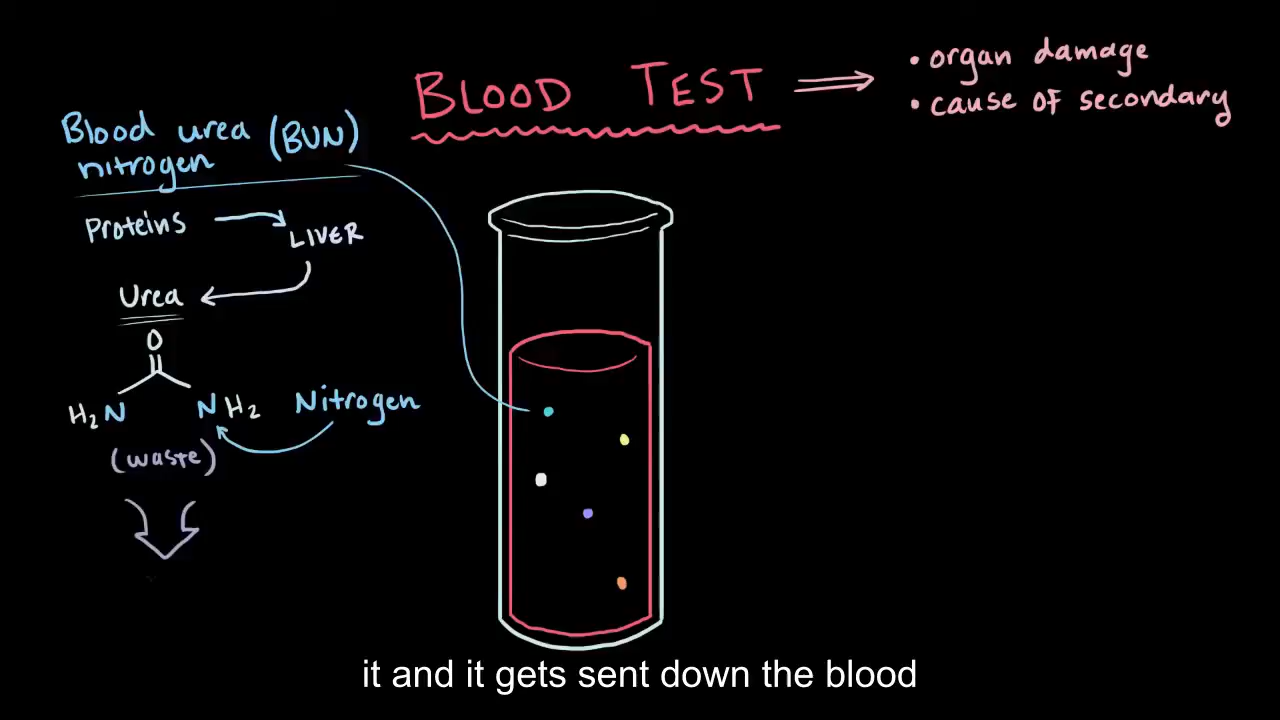 BLOOD TEST
• organ damage
• cause of secondary
Blood urea
nitrogen
(BUN)
Proteins
LIVER
Urea
O
H2N
NH2
Nitrogen
(waste)
it and it gets sent down the blood